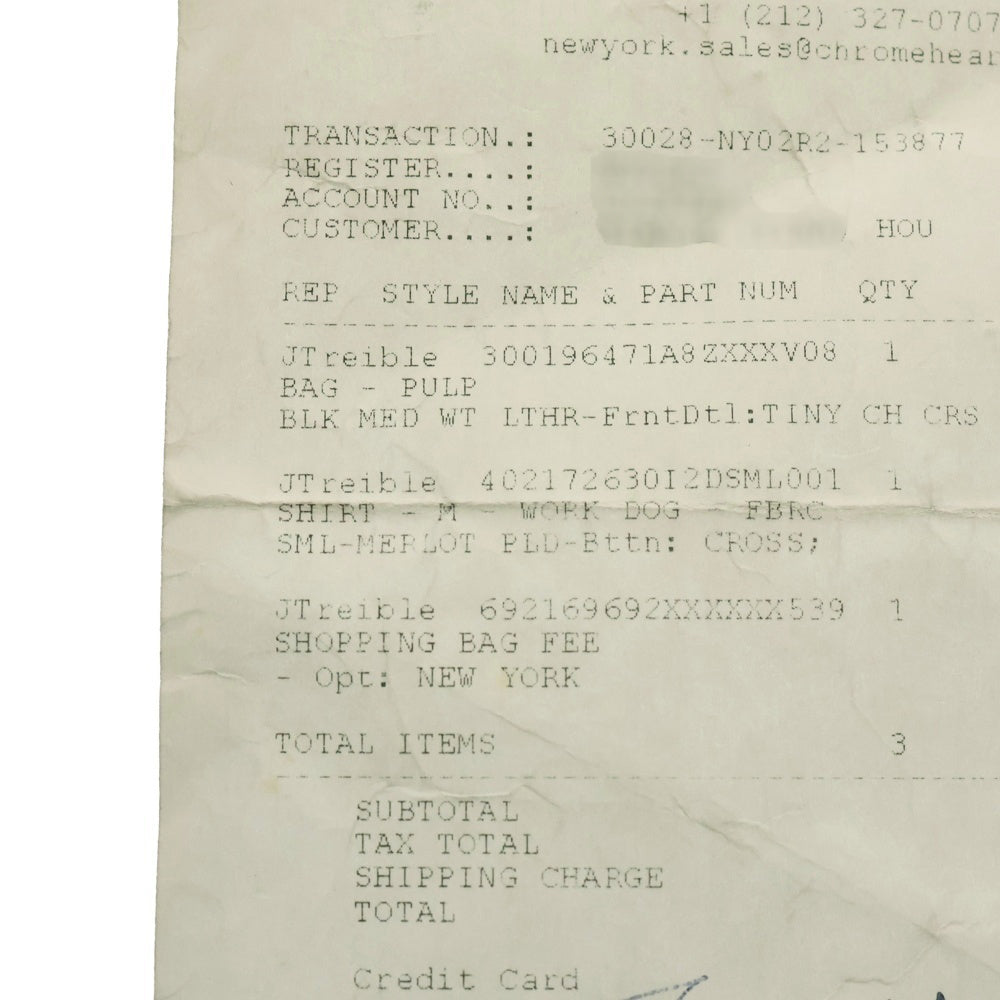 +1 (212) 327-0707
newyork.sales@chromehear
TRANSACTION.: 30028-NY02R2-153877
REGISTER....:
ACCOUNT NO..:
CUSTOMER....: HOU
REP STYLE NAME & PART NUM QTY
JTreible 300196471A8ZXXXV08 1
BAG - PULP
BLK MED WT LTHR-FrntDtl:TINY CH CRS
JTreible 402172630I2DSML001 1
SHIRT - M - WORK DOG - FBRC
SML-MERLOT PLD-Bttn: CROSS;
JTreible 692169692XXXXXX539 1
SHOPPING BAG FEE
- Opt: NEW YORK
TOTAL ITEMS 3
SUBTOTAL
TAX TOTAL
SHIPPING CHARGE
TOTAL
Credit Card